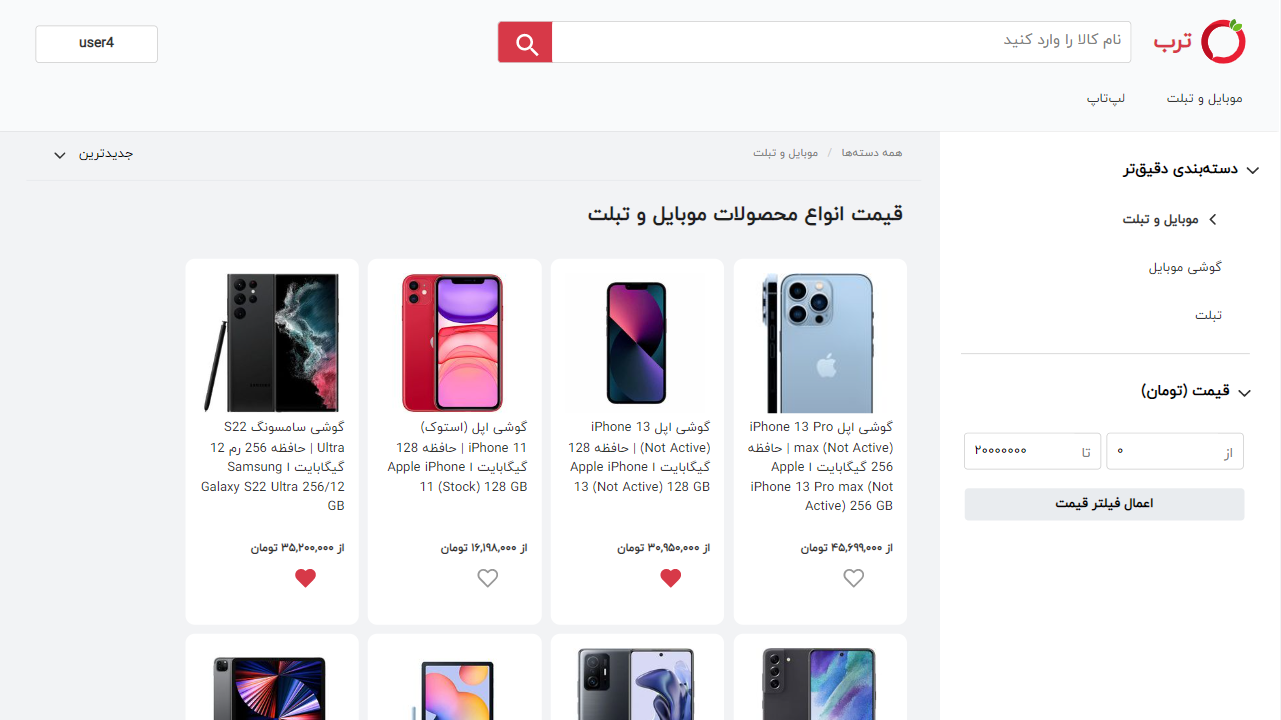 ترب
نام کالا را وارد کنید
user4
موبایل و تبلت
لپ‌تاپ
دسته‌بندی دقیق‌تر
موبایل و تبلت
گوشی موبایل
تبلت
قیمت (تومان)
از ۰
تا ۲۰۰۰۰۰۰۰
اعمال فیلتر قیمت
همه دسته‌ها / موبایل و تبلت
جدیدترین
قیمت انواع محصولات موبایل و تبلت
گوشی اپل iPhone 13 Pro
max (Not Active) | حافظه
256 گیگابایت ا Apple
iPhone 13 Pro max (Not
Active) 256 GB
از ۴۵٫۶۹۹٫۰۰۰ تومان
گوشی اپل iPhone 13
(Not Active) | حافظه 128
گیگابایت ا Apple iPhone
13 (Not Active) 128 GB
از ۳۰٫۹۵۰٫۰۰۰ تومان
گوشی اپل (استوک)
iPhone 11 | حافظه 128
گیگابایت ا Apple iPhone
11 (Stock) 128 GB
از ۱۶٫۱۹۸٫۰۰۰ تومان
گوشی سامسونگ S22
Ultra | حافظه 256 رم 12
گیگابایت ا Samsung
Galaxy S22 Ultra 256/12
GB
از ۳۵٫۲۰۰٫۰۰۰ تومان